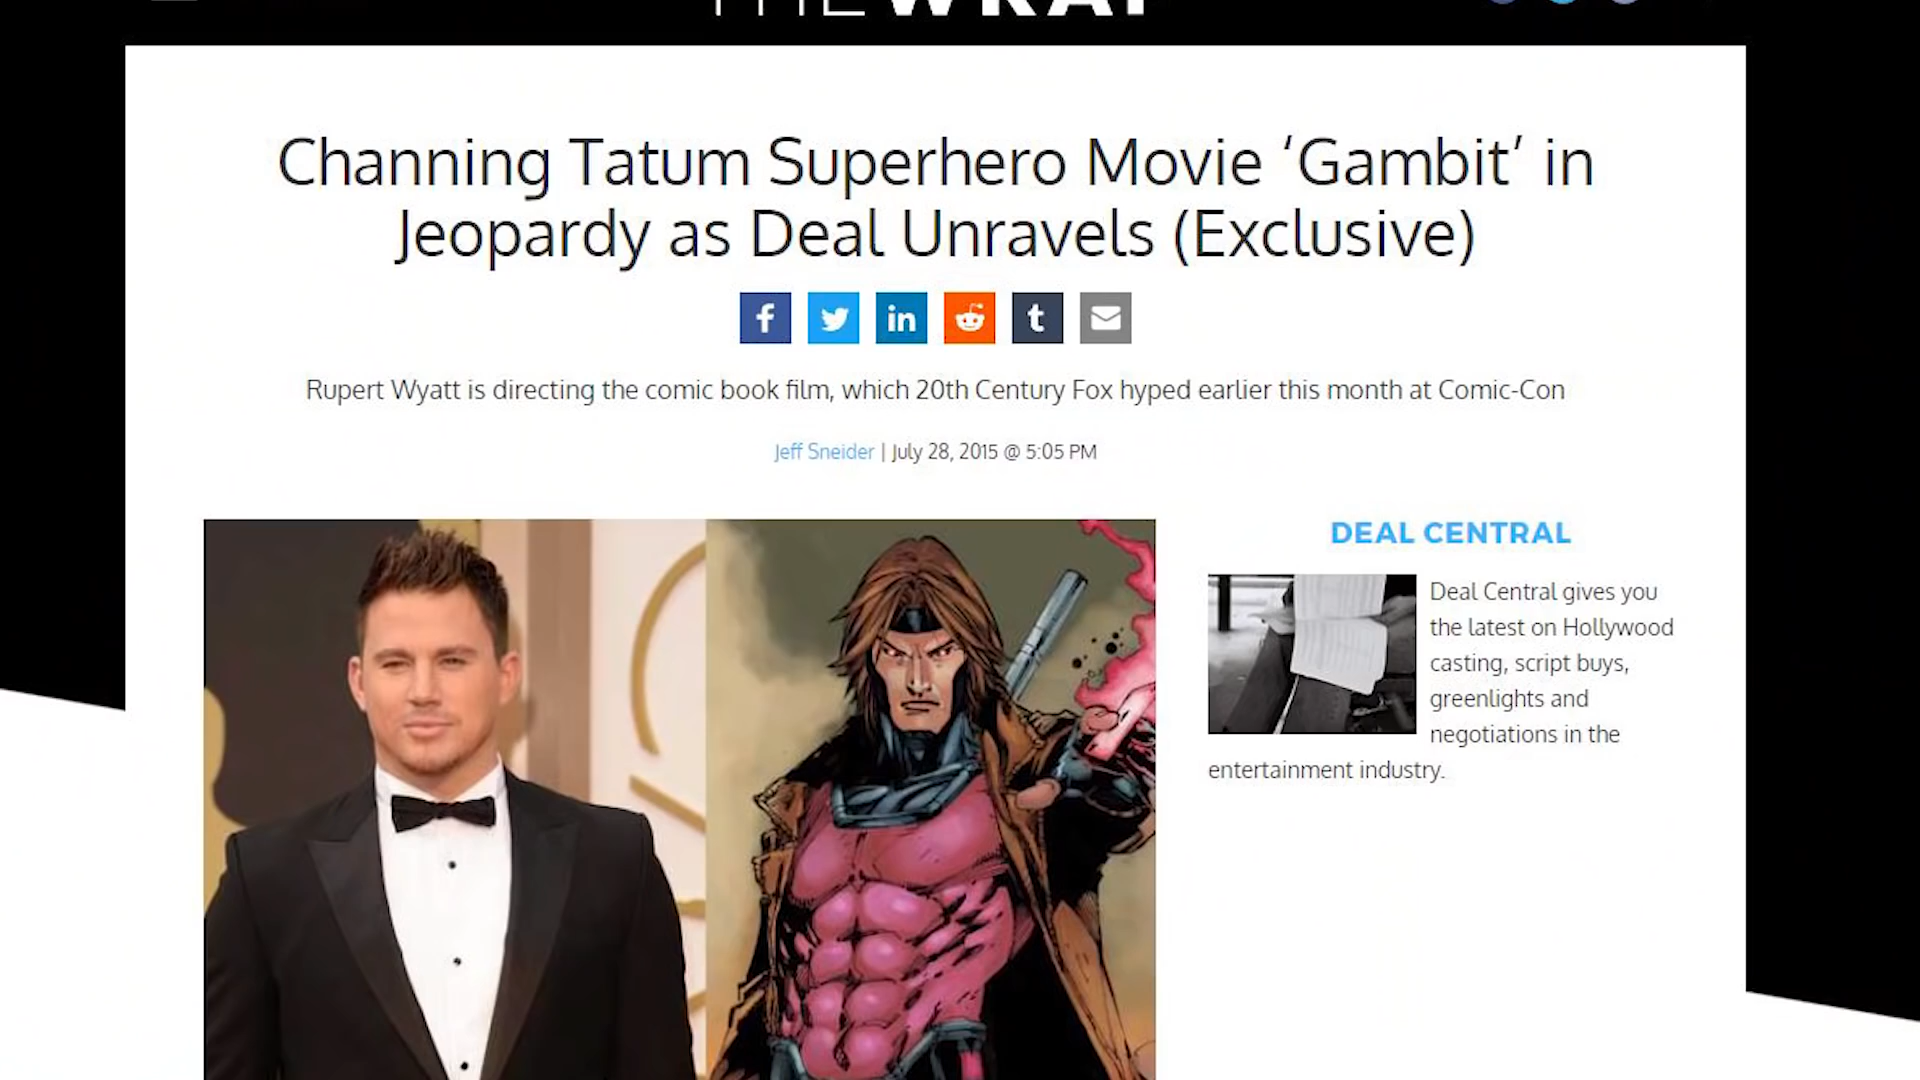 THE WRAP
Channing Tatum Superhero Movie ‘Gambit’ in
Jeopardy as Deal Unravels (Exclusive)
f
in
t
Rupert Wyatt is directing the comic book film, which 20th Century Fox hyped earlier this month at Comic-Con
Jeff Sneider | July 28, 2015 @ 5:05 PM
DEAL CENTRAL
Deal Central gives you
the latest on Hollywood
casting, script buys,
greenlights and
negotiations in the
entertainment industry.